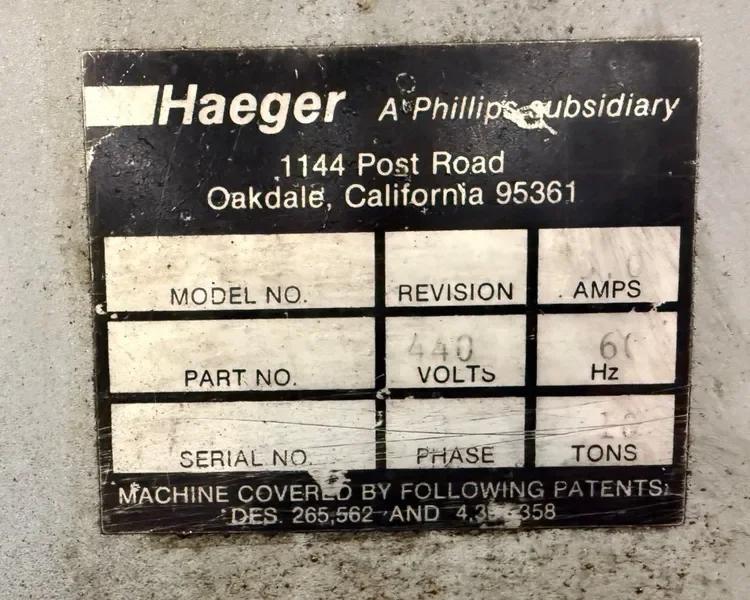 Haeger A Phillips subsidiary
1144 Post Road
Oakdale, California 95361
MODEL NO. REVISION AMPS
440
PART NO. VOLTS Hz
SERIAL NO. PHASE TONS
MACHINE COVERED BY FOLLOWING PATENTS:
DES. 265,562 AND